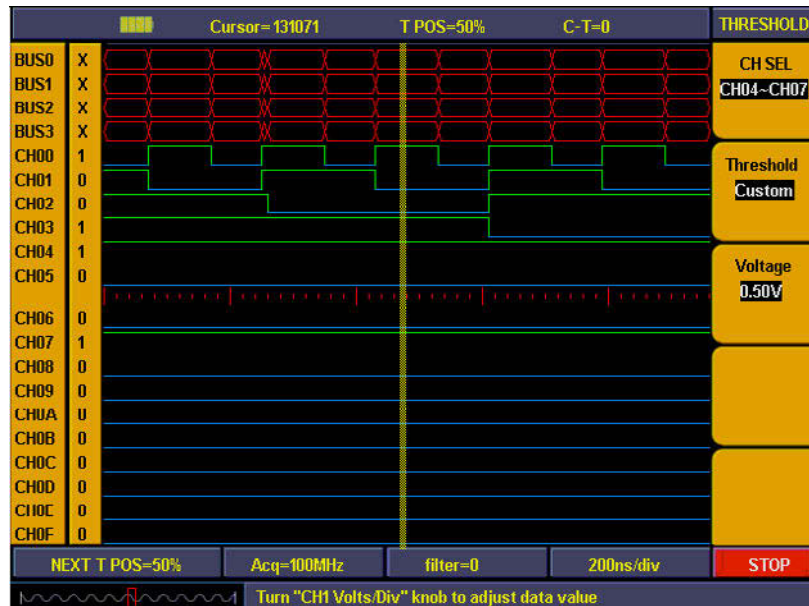 Cursor=131071 T POS=50% C-T=0 THRESHOLD
BUS0 X
BUS1 X
BUS2 X
BUS3 X
CH00 1
CH01 0
CH02 0
CH03 1
CH04 1
CH05 0
CH06 0
CH07 1
CH08 0
CH09 0
CH0A 0
CH0B 0
CH0C 0
CH0D 0
CH0E 0
CH0F 0
CH SEL
CH04~CH07
Threshold
Custom
Voltage
0.50V
NEXT T POS=50% Acq=100MHz filter=0 200ns/div STOP
Turn "CH1 Volts/Div" knob to adjust data value